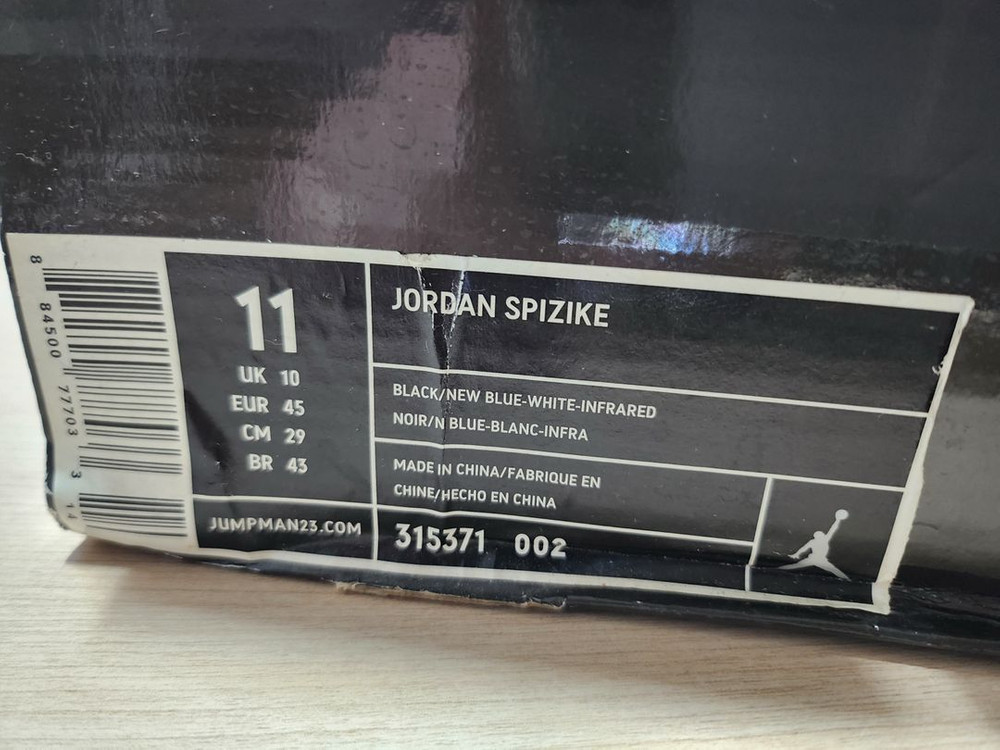 8 84500 77703 3 14
11
UK 10
EUR 45
CM 29
BR 43
JUMPMAN23.COM
JORDAN SPIZIKE
BLACK/NEW BLUE-WHITE-INFRARED
NOIR/N BLUE-BLANC-INFRA
MADE IN CHINA/FABRIQUE EN
CHINE/HECHO EN CHINA
315371 002